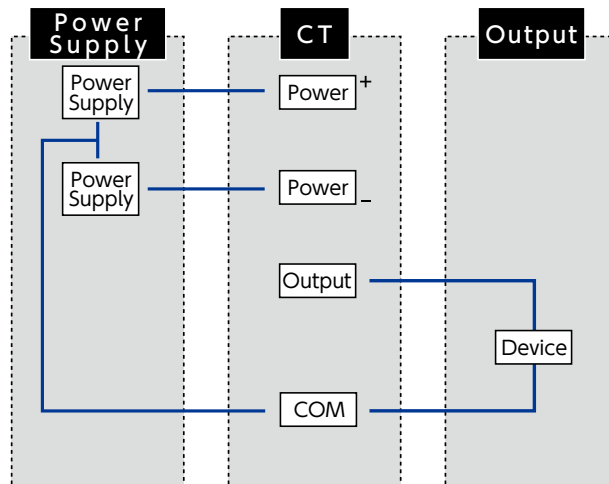 Power
Supply
CT
Output
Power
Supply
Power +
Power
Supply
Power −
Output
Device
COM